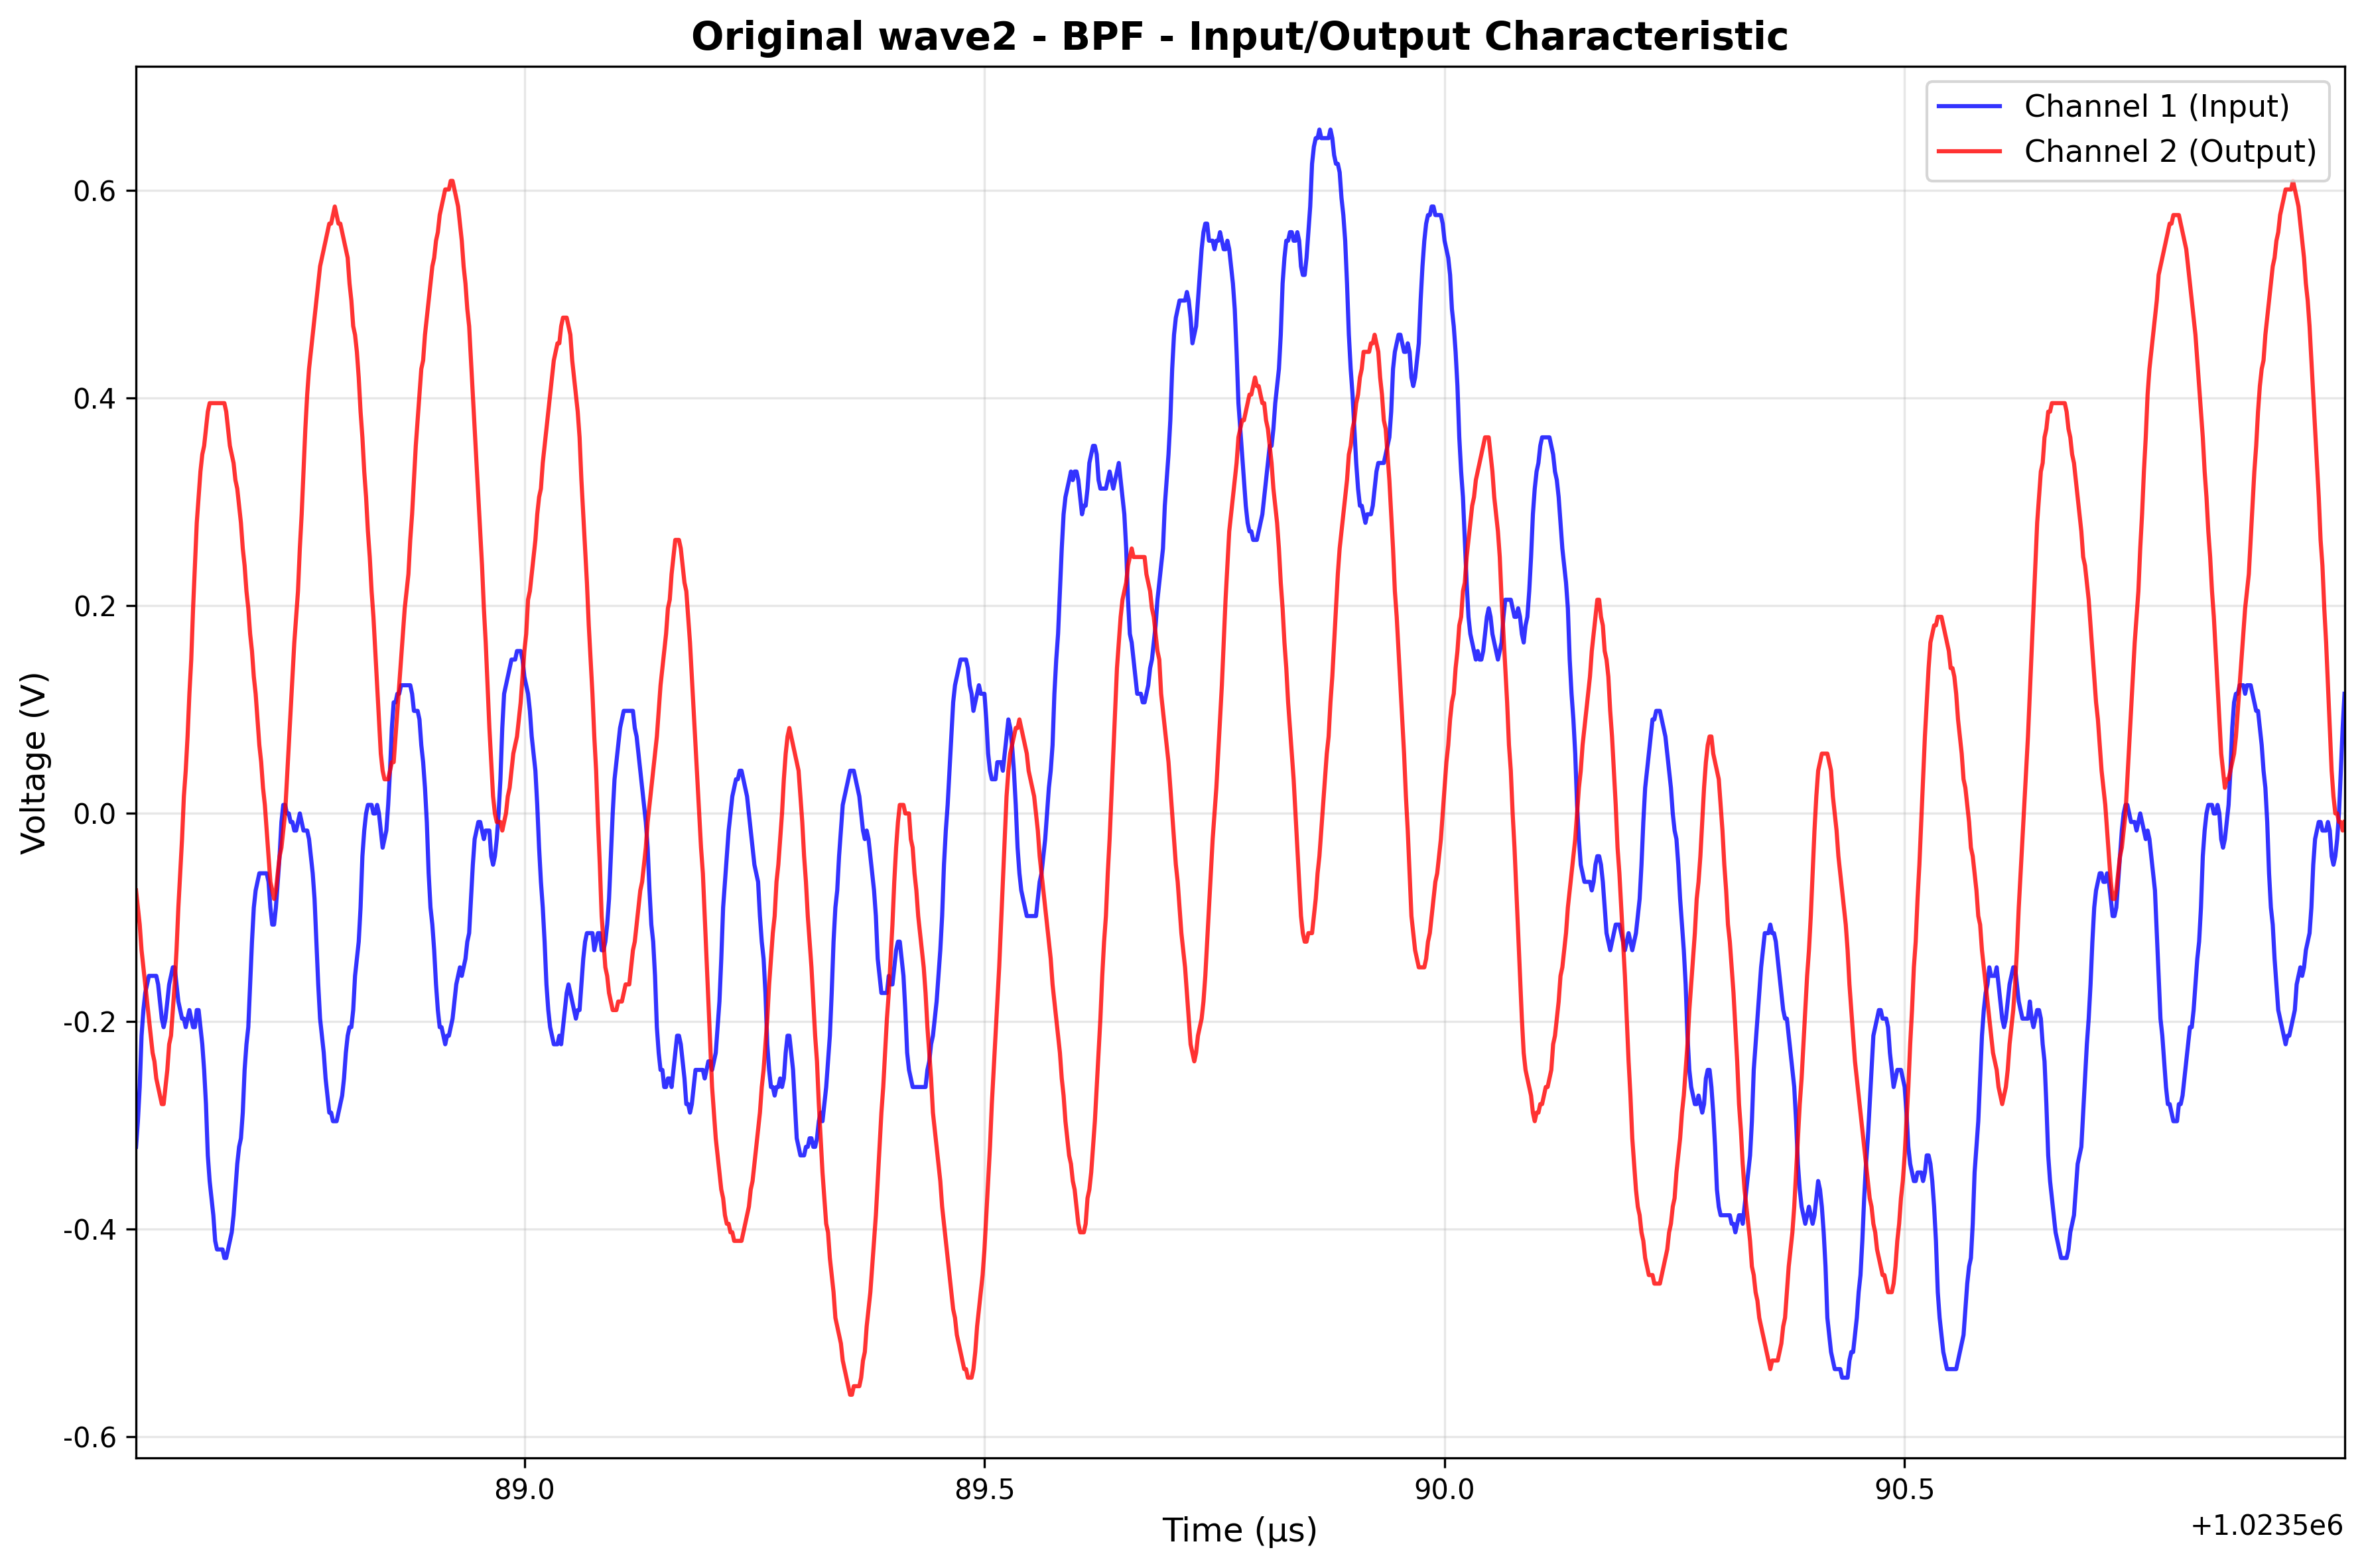 Original wave2 - BPF - Input/Output Characteristic
Channel 1 (Input)
Channel 2 (Output)
Voltage (V)
0.6
0.4
0.2
0.0
-0.2
-0.4
-0.6
89.0 89.5 90.0 90.5
Time (µs)
+1.0235e6